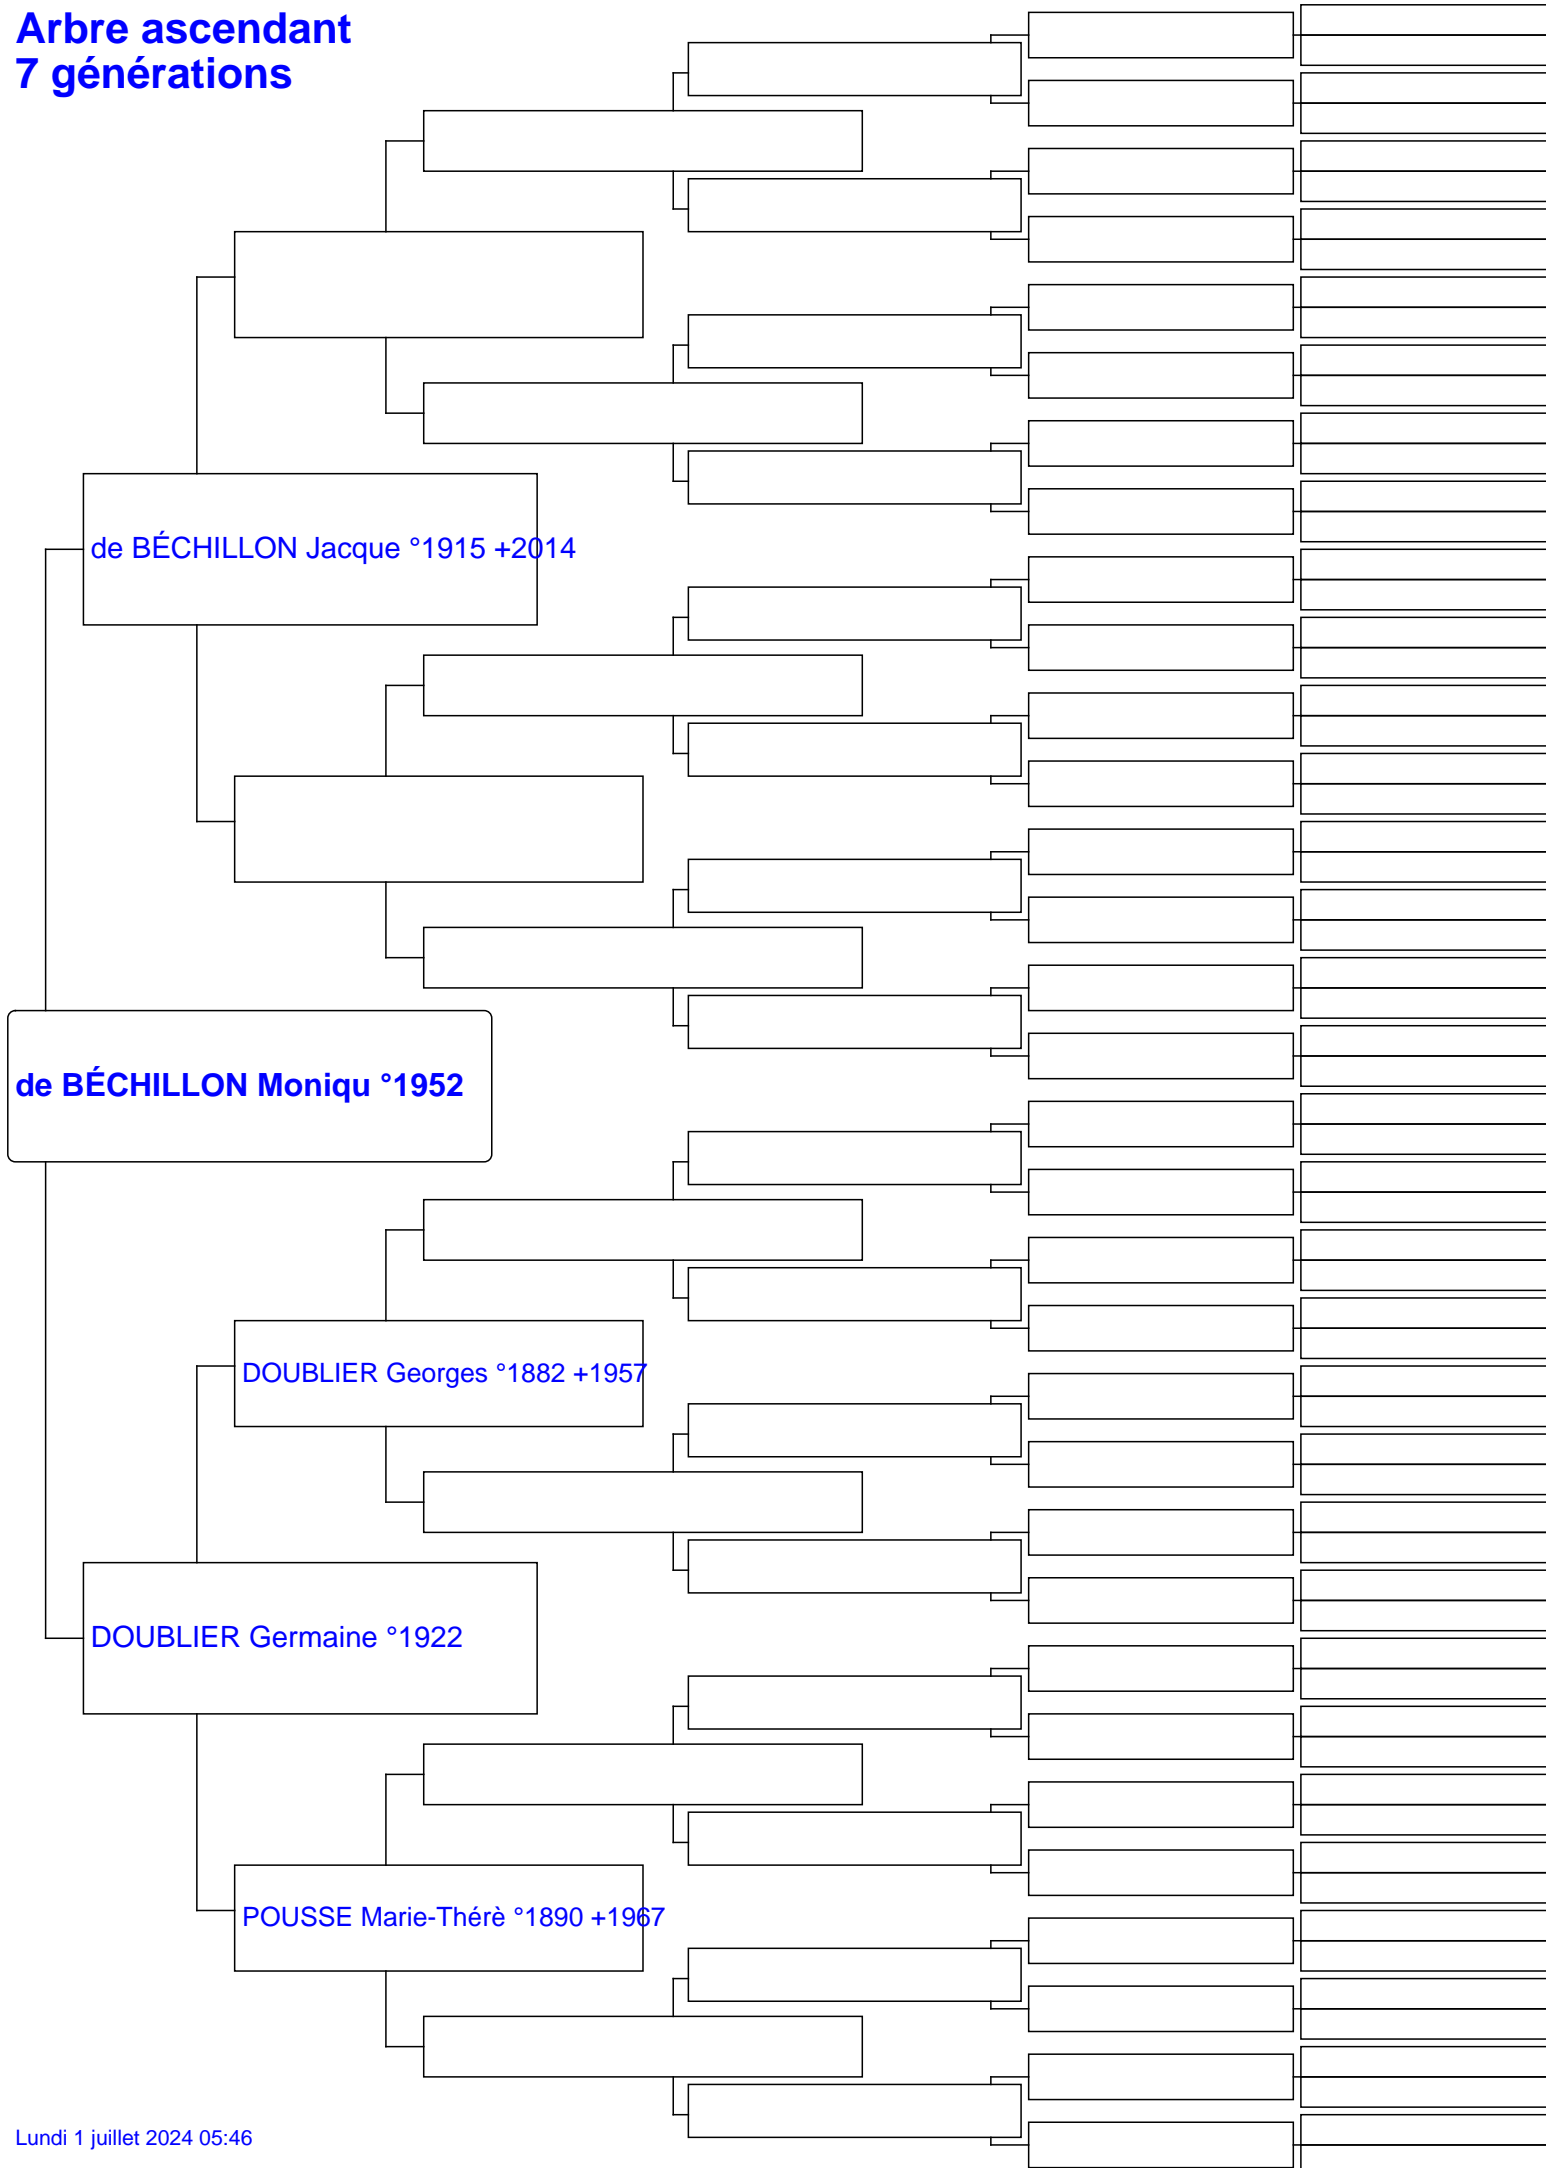 Arbre ascendant
7 générations
de BÉCHILLON Jacque °1915 +2014
de BÉCHILLON Moniqu °1952
DOUBLIER Georges °1882 +1957
DOUBLIER Germaine °1922
POUSSE Marie-Thérè °1890 +1967
Lundi 1 juillet 2024 05:46